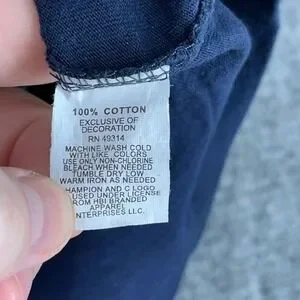 100% COTTON
EXCLUSIVE OF
DECORATION
RN 49314
MACHINE WASH COLD
WITH LIKE COLORS
USE ONLY NON-CHLORINE
BLEACH WHEN NEEDED
TUMBLE DRY LOW
WARM IRON AS NEEDED
HAMPION AND C LOGO
USED UNDER LICENSE
FROM HBI BRANDED
APPAREL
ENTERPRISES LLC.